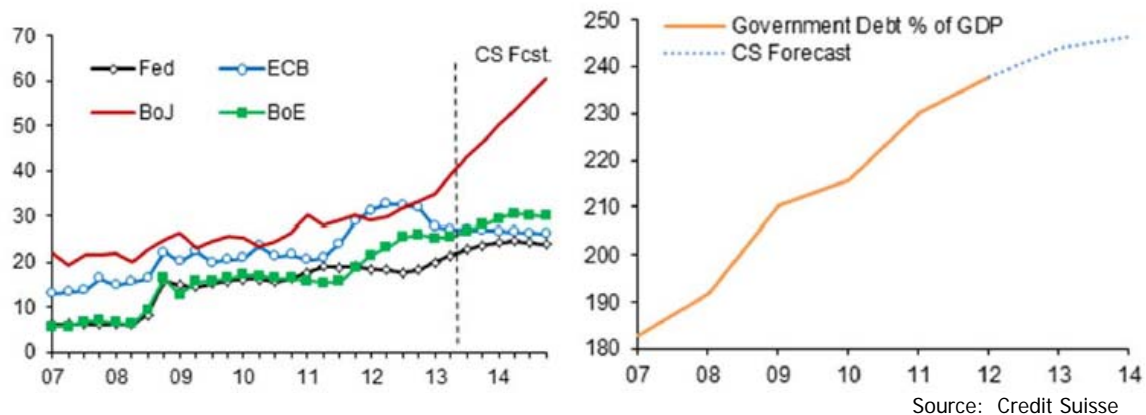 70
60
50
40
30
20
10
0
Fed
ECB
BoJ
BoE
CS Fcst.
07 08 09 10 11 12 13 14
250
240
230
220
210
200
190
180
Government Debt % of GDP
CS Forecast
07 08 09 10 11 12 13 14
Source: Credit Suisse